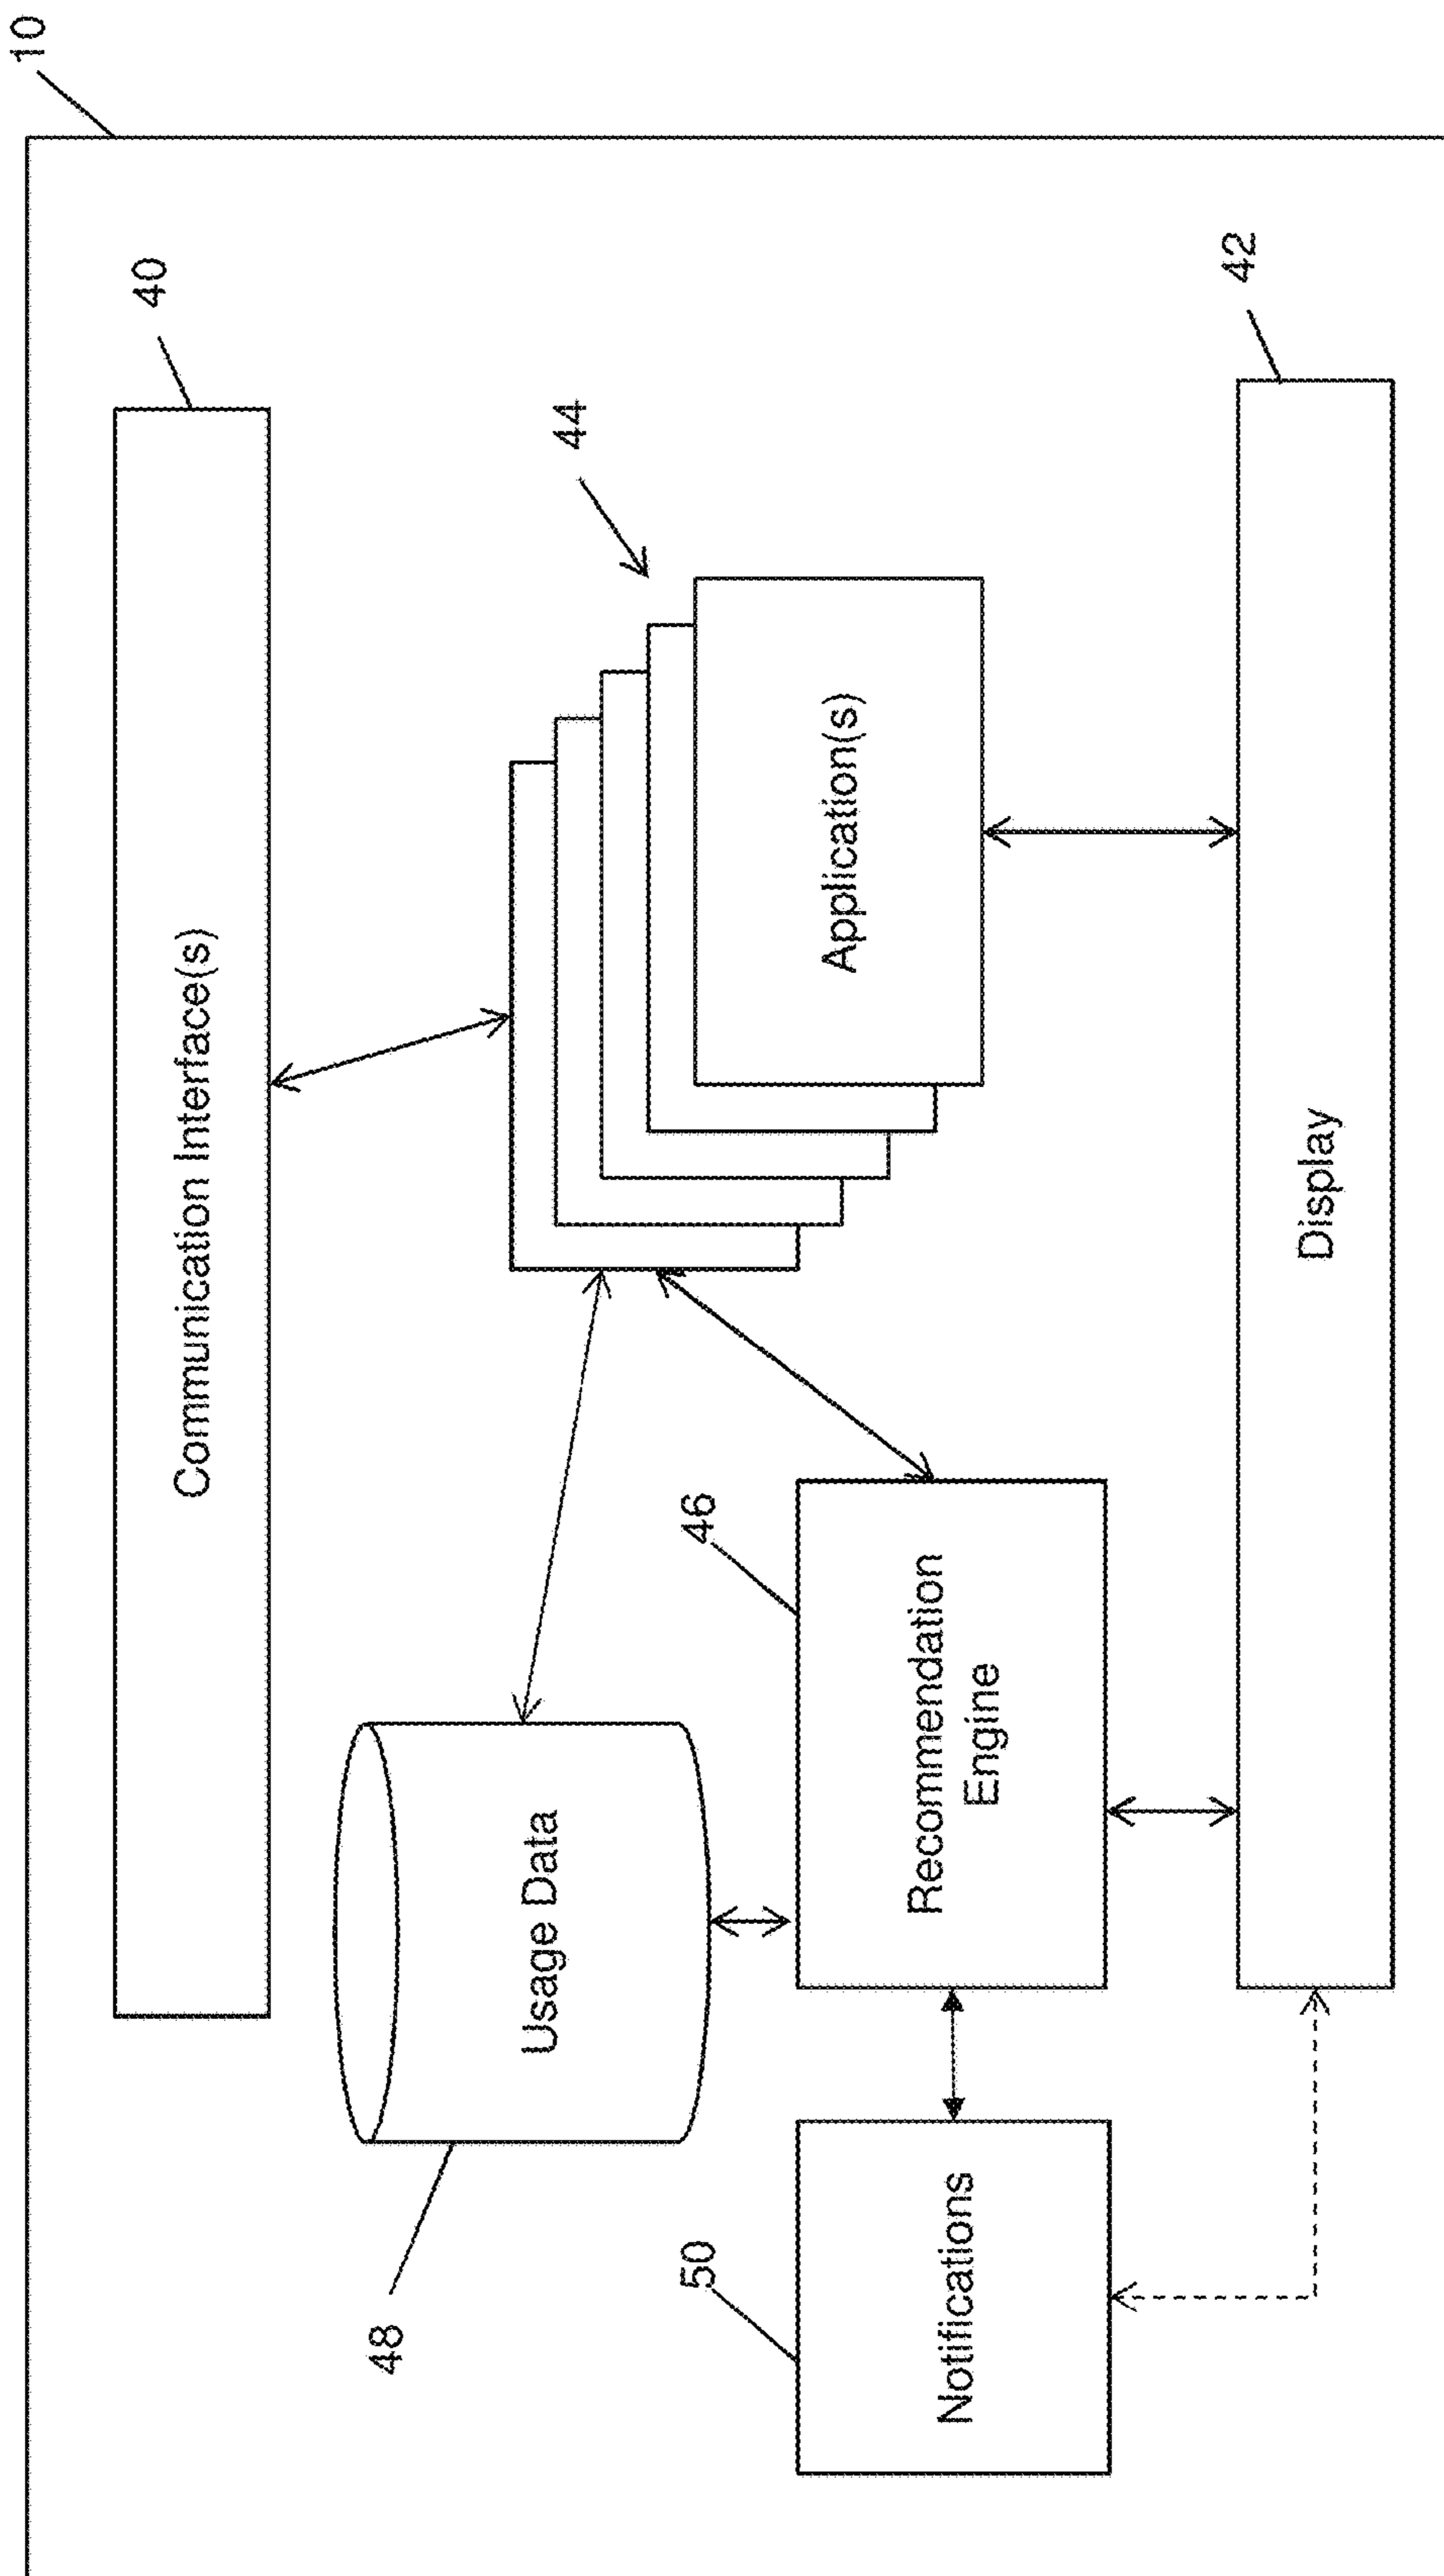 10
Communication Interface(s)
40
48
Usage Data
44
Application(s)
50
Notifications
46
Recommendation
Engine
Display
42